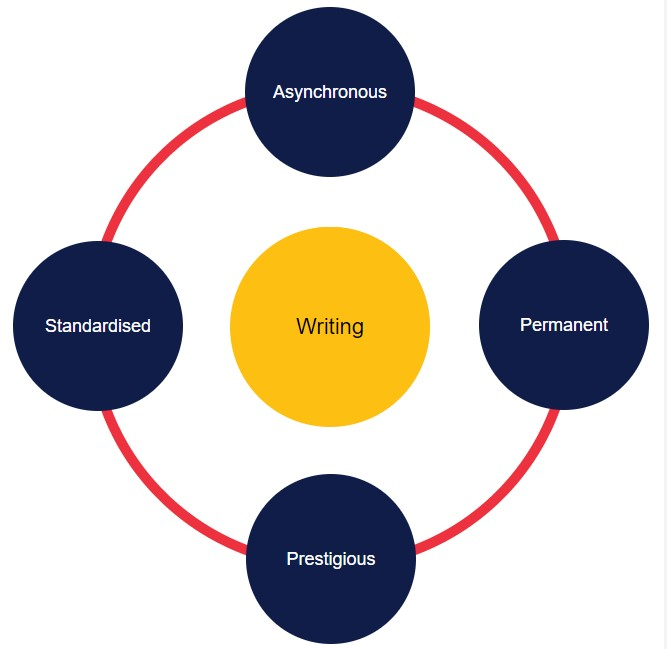 Asynchronous
Standardised
Writing
Permanent
Prestigious